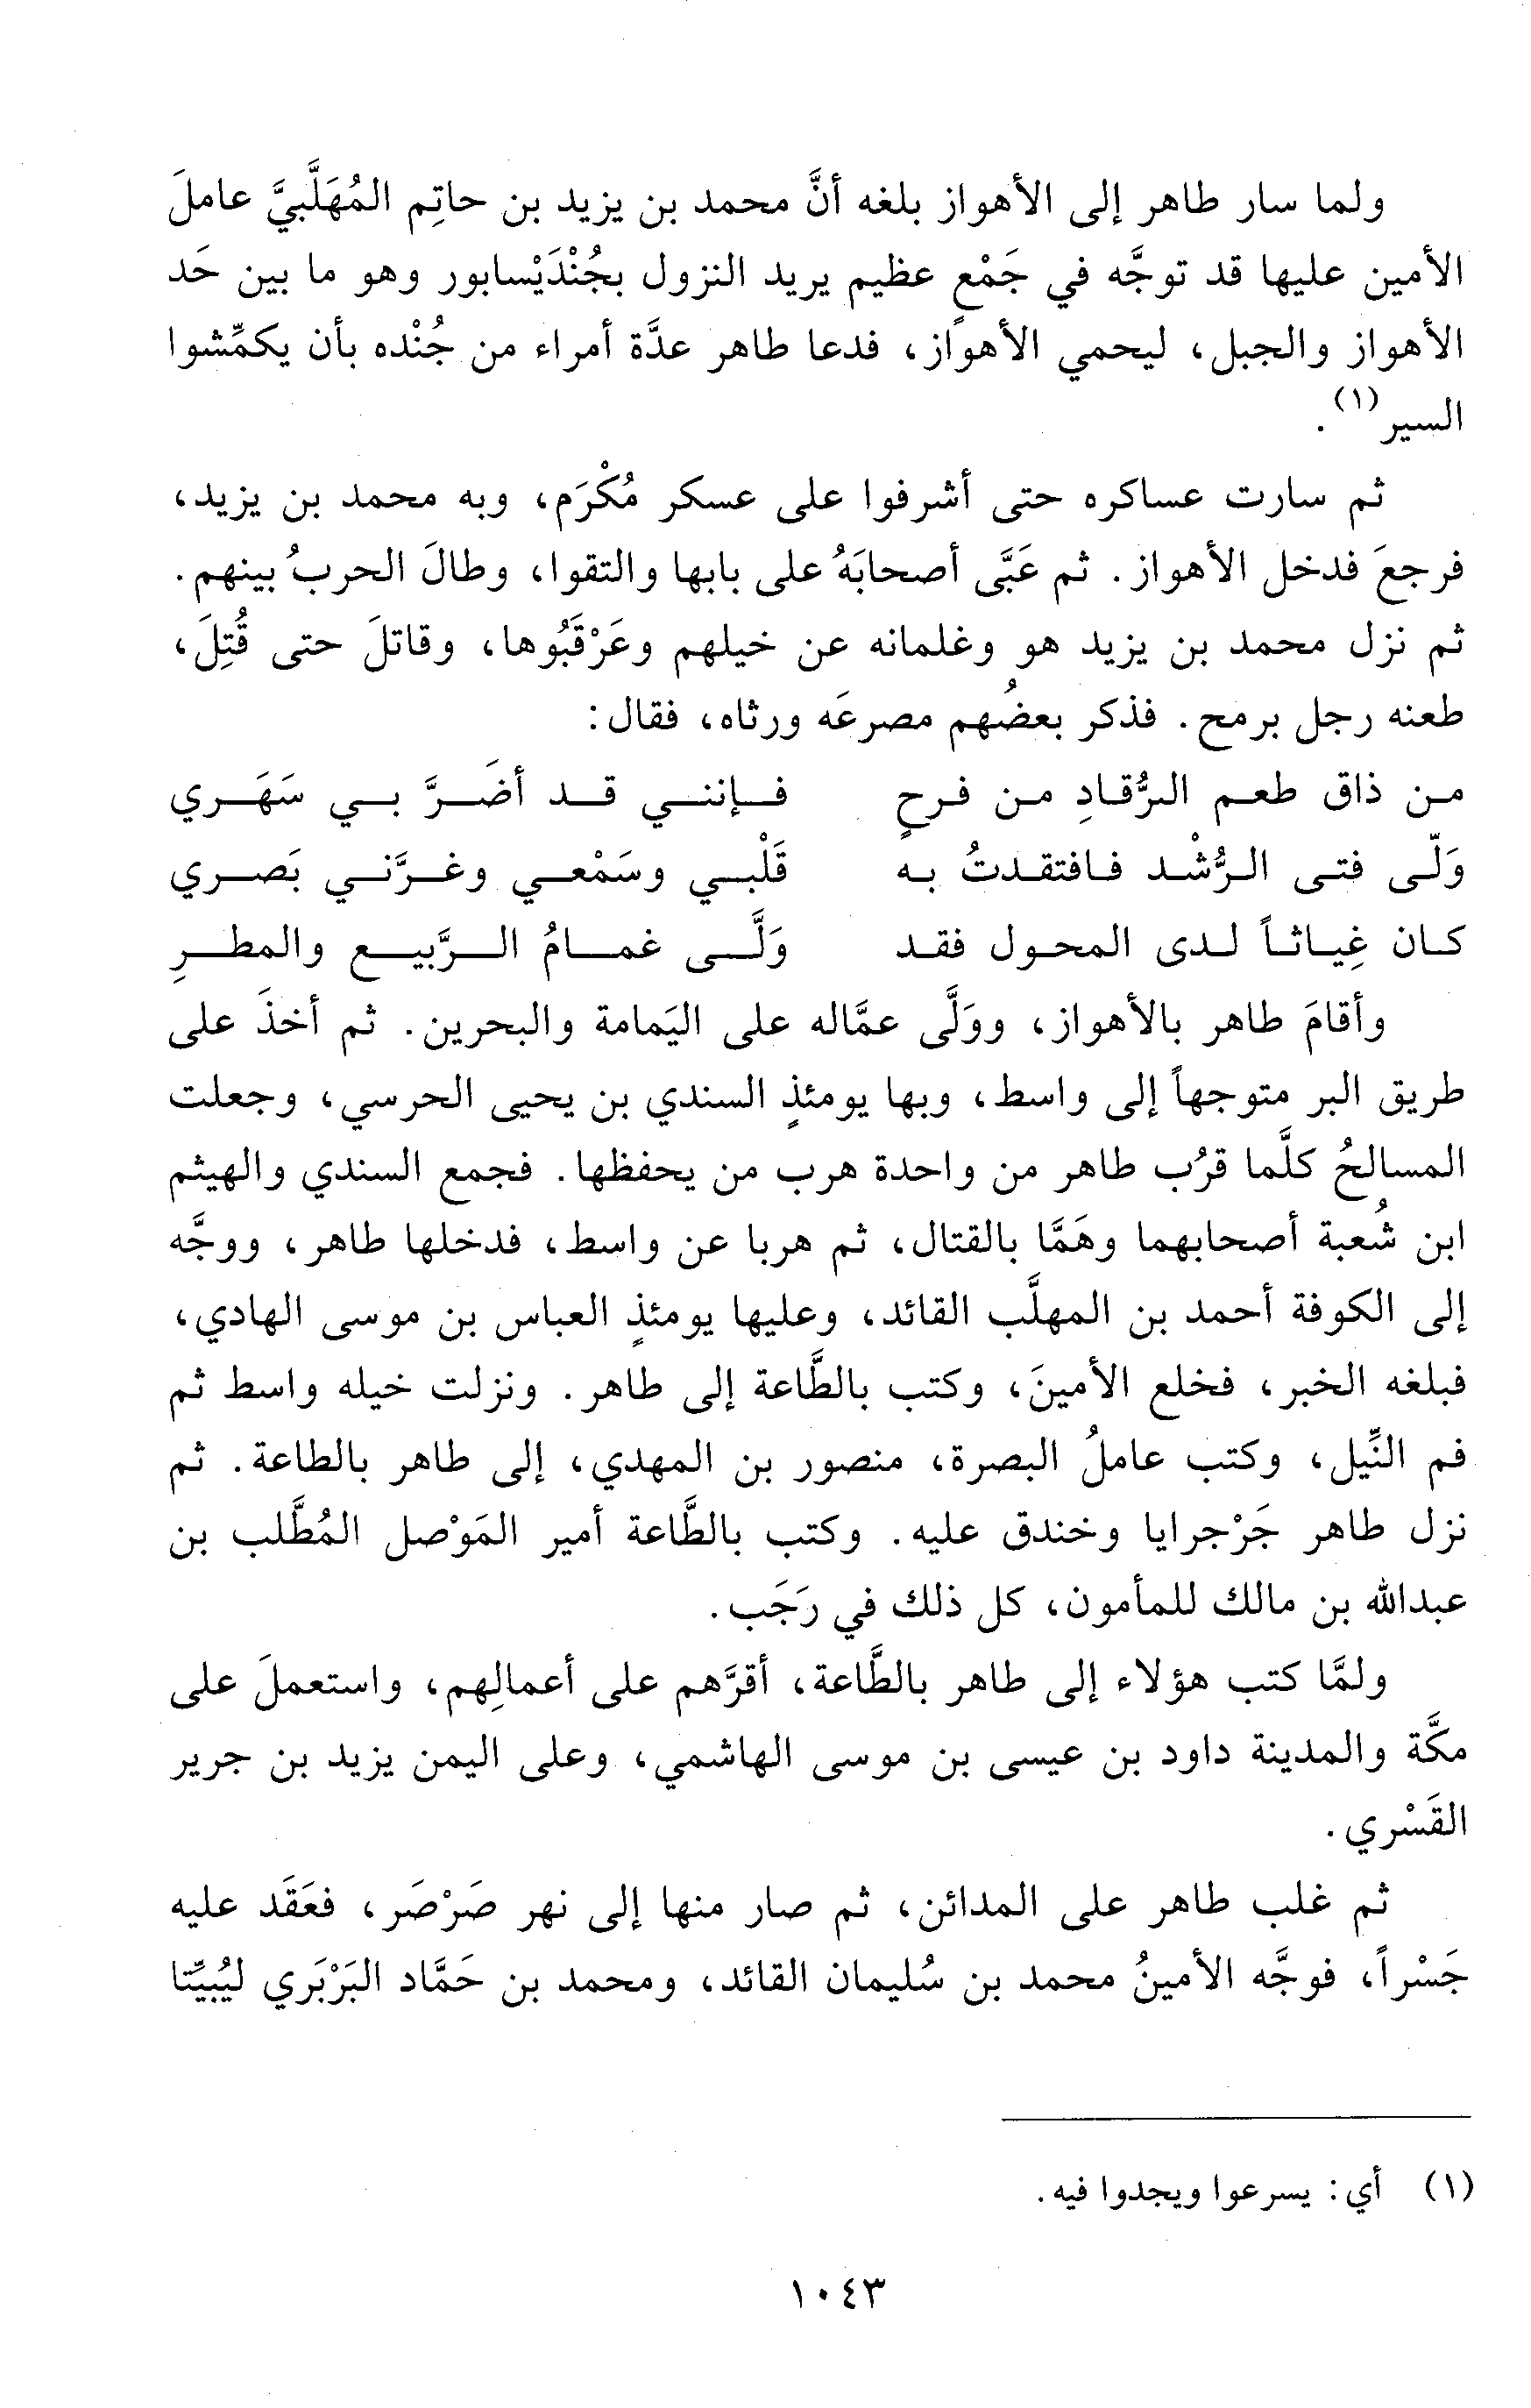 ولما سار طاهر إلى الأهواز بلغه أنَّ محمد بن يزيد بن حاتِم المُهَلَّبيَّ عاملَ
الأمين عليها قد توجَّه في جَمْعٍ عظيم يريد النزول بجُنْدَيْسابور وهو ما بين حَد
الأهواز والجبل، ليحمي الأهواز، فدعا طاهر عدَّة أمراء من جُنْده بأن يكمِّشوا
السير(١).
ثم سارت عساكره حتى أشرفوا على عسكر مُكْرَم، وبه محمد بن يزيد،
فرجعَ فدخل الأهواز. ثم عَبَّى أصحابَهُ على بابها والتقوا، وطالَ الحربُ بينهم.
ثم نزل محمد بن يزيد هو وغلمانه عن خيلهم وعَرْقَبُوها، وقاتلَ حتى قُتِلَ،
طعنه رجل برمح. فذكر بعضُهم مصرعَه ورثاه، فقال:
من ذاق طعم الرُّقادِ من فرحٍ فإنني قد أضَرَّ بي سَهَري
وَلّى فتى الرُّشْد فافتقدتُ به قَلْبي وسَمْعي وغرَّني بَصري
كان غِياثاً لدى المحول فقد وَلَّى غمامُ الرَّبيع والمطرِ
وأقامَ طاهر بالأهواز، ووَلَّى عمَّاله على اليَمامة والبحرين. ثم أخذَ على
طريق البر متوجهاً إلى واسط، وبها يومئذٍ السندي بن يحيى الحرسي، وجعلت
المسالحُ كلَّما قرُب طاهر من واحدة هرب من يحفظها. فجمع السندي والهيثم
ابن شُعبة أصحابهما وهَمَّا بالقتال، ثم هربا عن واسط، فدخلها طاهر، ووجَّه
إلى الكوفة أحمد بن المهلَّب القائد، وعليها يومئذٍ العباس بن موسى الهادي،
فبلغه الخبر، فخلع الأمينَ، وكتب بالطَّاعة إلى طاهر. ونزلت خيله واسط ثم
فم النِّيل، وكتب عاملُ البصرة، منصور بن المهدي، إلى طاهر بالطاعة. ثم
نزل طاهر جَرْجرايا وخندق عليه. وكتب بالطَّاعة أمير المَوْصل المُطَّلب بن
عبدالله بن مالك للمأمون، كل ذلك في رَجَب.
ولمَّا كتب هؤلاء إلى طاهر بالطَّاعة، أقرَّهم على أعمالِهم، واستعملَ على
مكَّة والمدينة داود بن عيسى بن موسى الهاشمي، وعلى اليمن يزيد بن جرير
القَسْري.
ثم غلب طاهر على المدائن، ثم صار منها إلى نهر صَرْصَر، فعَقَد عليه
جَسْراً، فوجَّه الأمينُ محمد بن سُليمان القائد، ومحمد بن حَمَّاد البَرْبَري ليُبيِّتا
(١) أي: يسرعوا ويجدوا فيه.
١٠٤٣